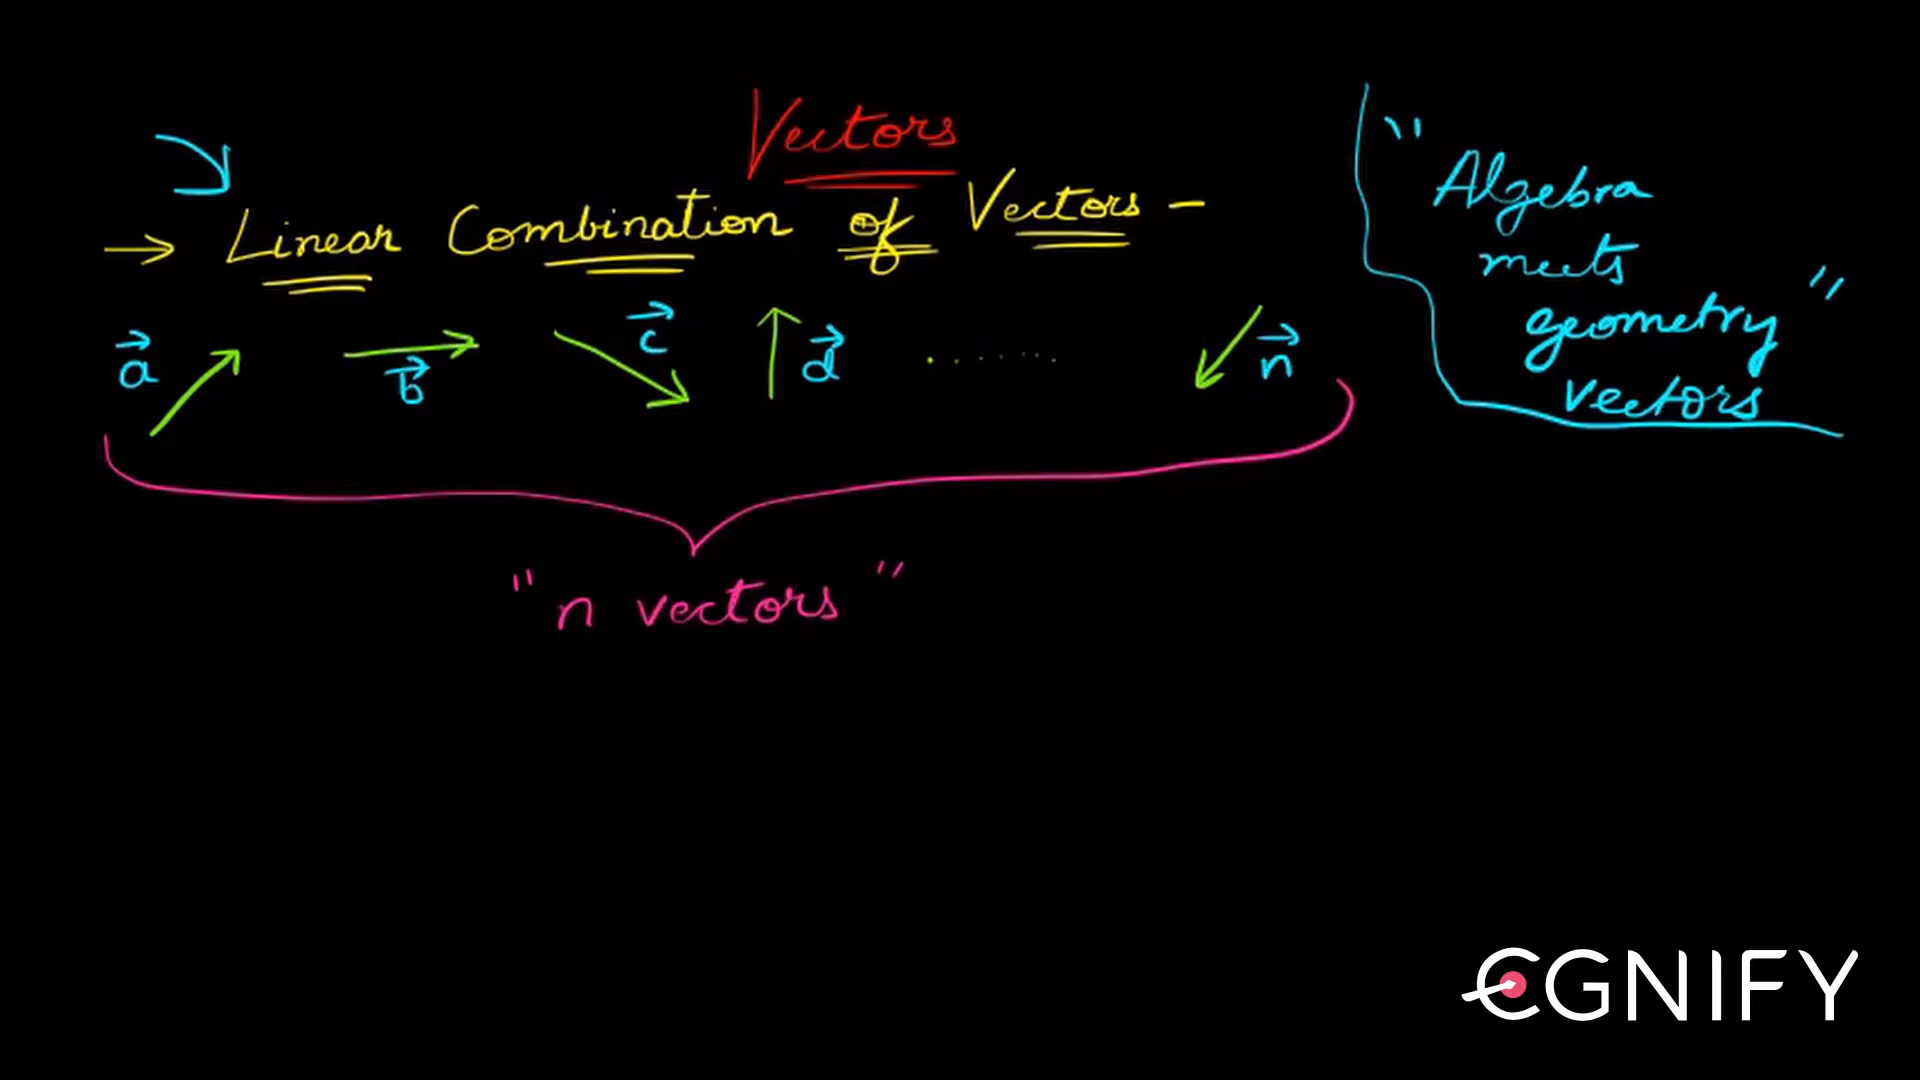 Vectors
→ Linear Combination of Vectors -
a⃗ b⃗ c⃗ d⃗ ........ n⃗
"n vectors"
"Algebra
meets
geometry"
vectors
CGNIFY